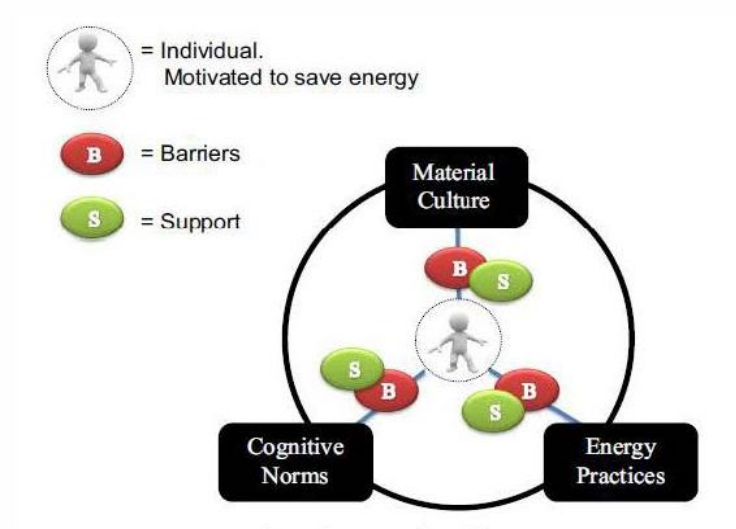 = Individual.
Motivated to save energy
B = Barriers
S = Support
Material
Culture
B
S
S
B
B
S
Cognitive
Norms
Energy
Practices